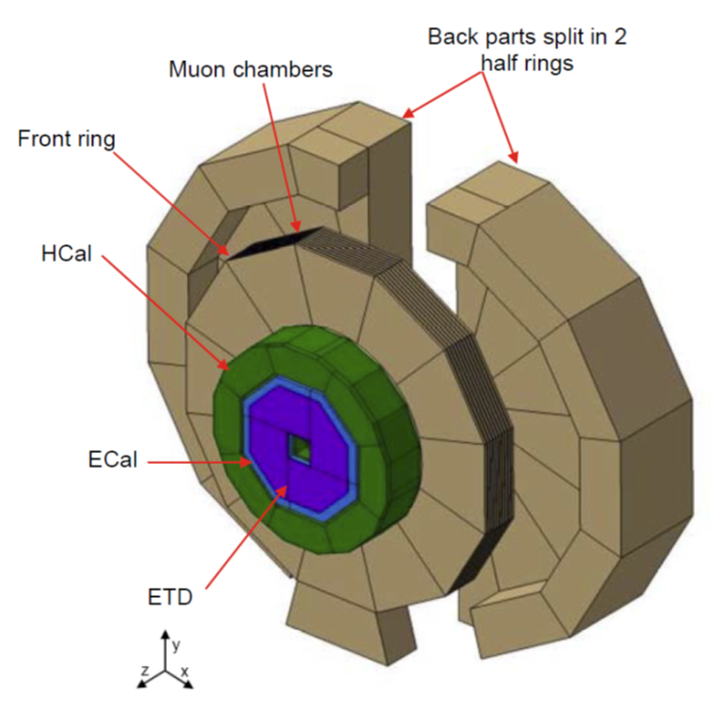 Back parts split in 2
half rings
Muon chambers
Front ring
HCal
ECal
ETD
y
z
x